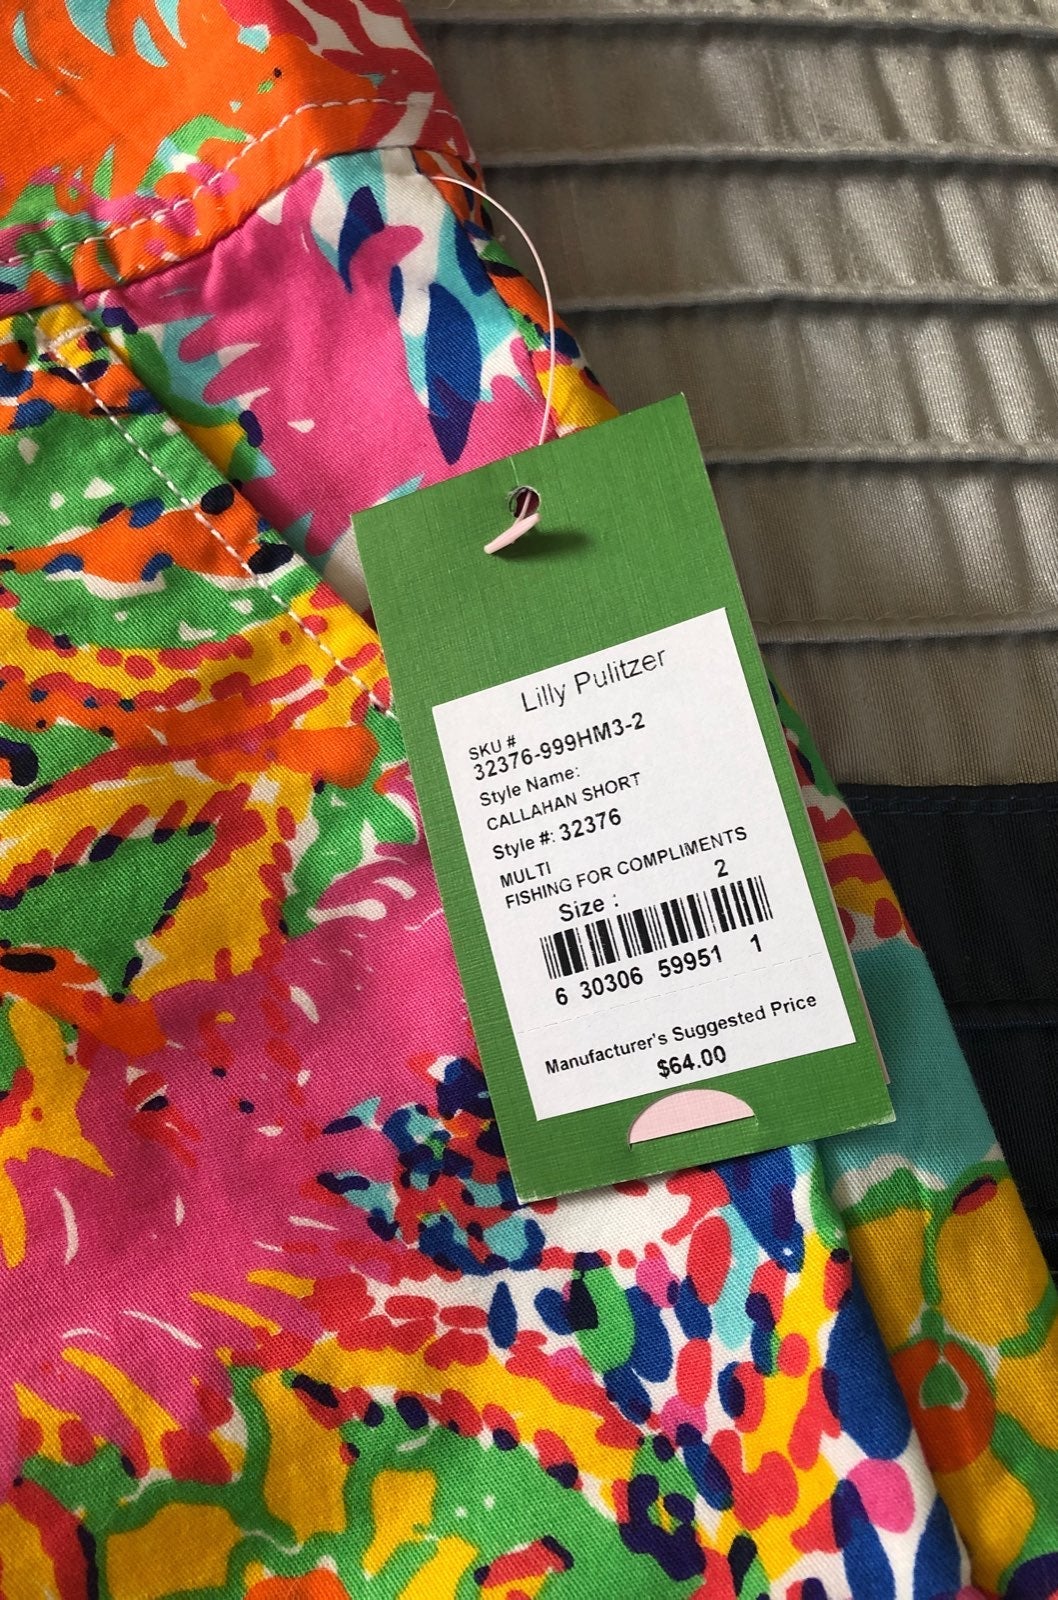 Lilly Pulitzer
SKU #
32376-999HM3-2
Style Name:
CALLAHAN SHORT
Style #: 32376
MULTI
FISHING FOR COMPLIMENTS
Size : 2
6 30306 59951 1
Manufacturer's Suggested Price
$64.00